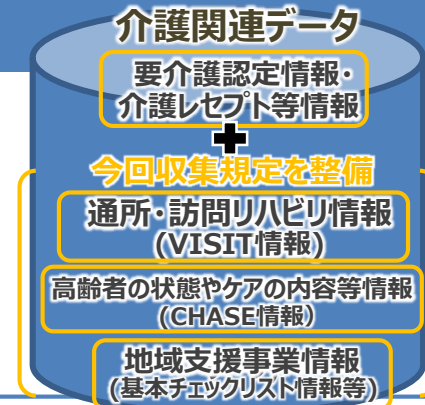 介護関連データ
要介護認定情報・
介護レセプト等情報
+
今回収集規定を整備
通所・訪問リハビリ情報
(VISIT情報)
高齢者の状態やケアの内容等情報
(CHASE情報)
地域支援事業情報
(基本チェックリスト情報等)